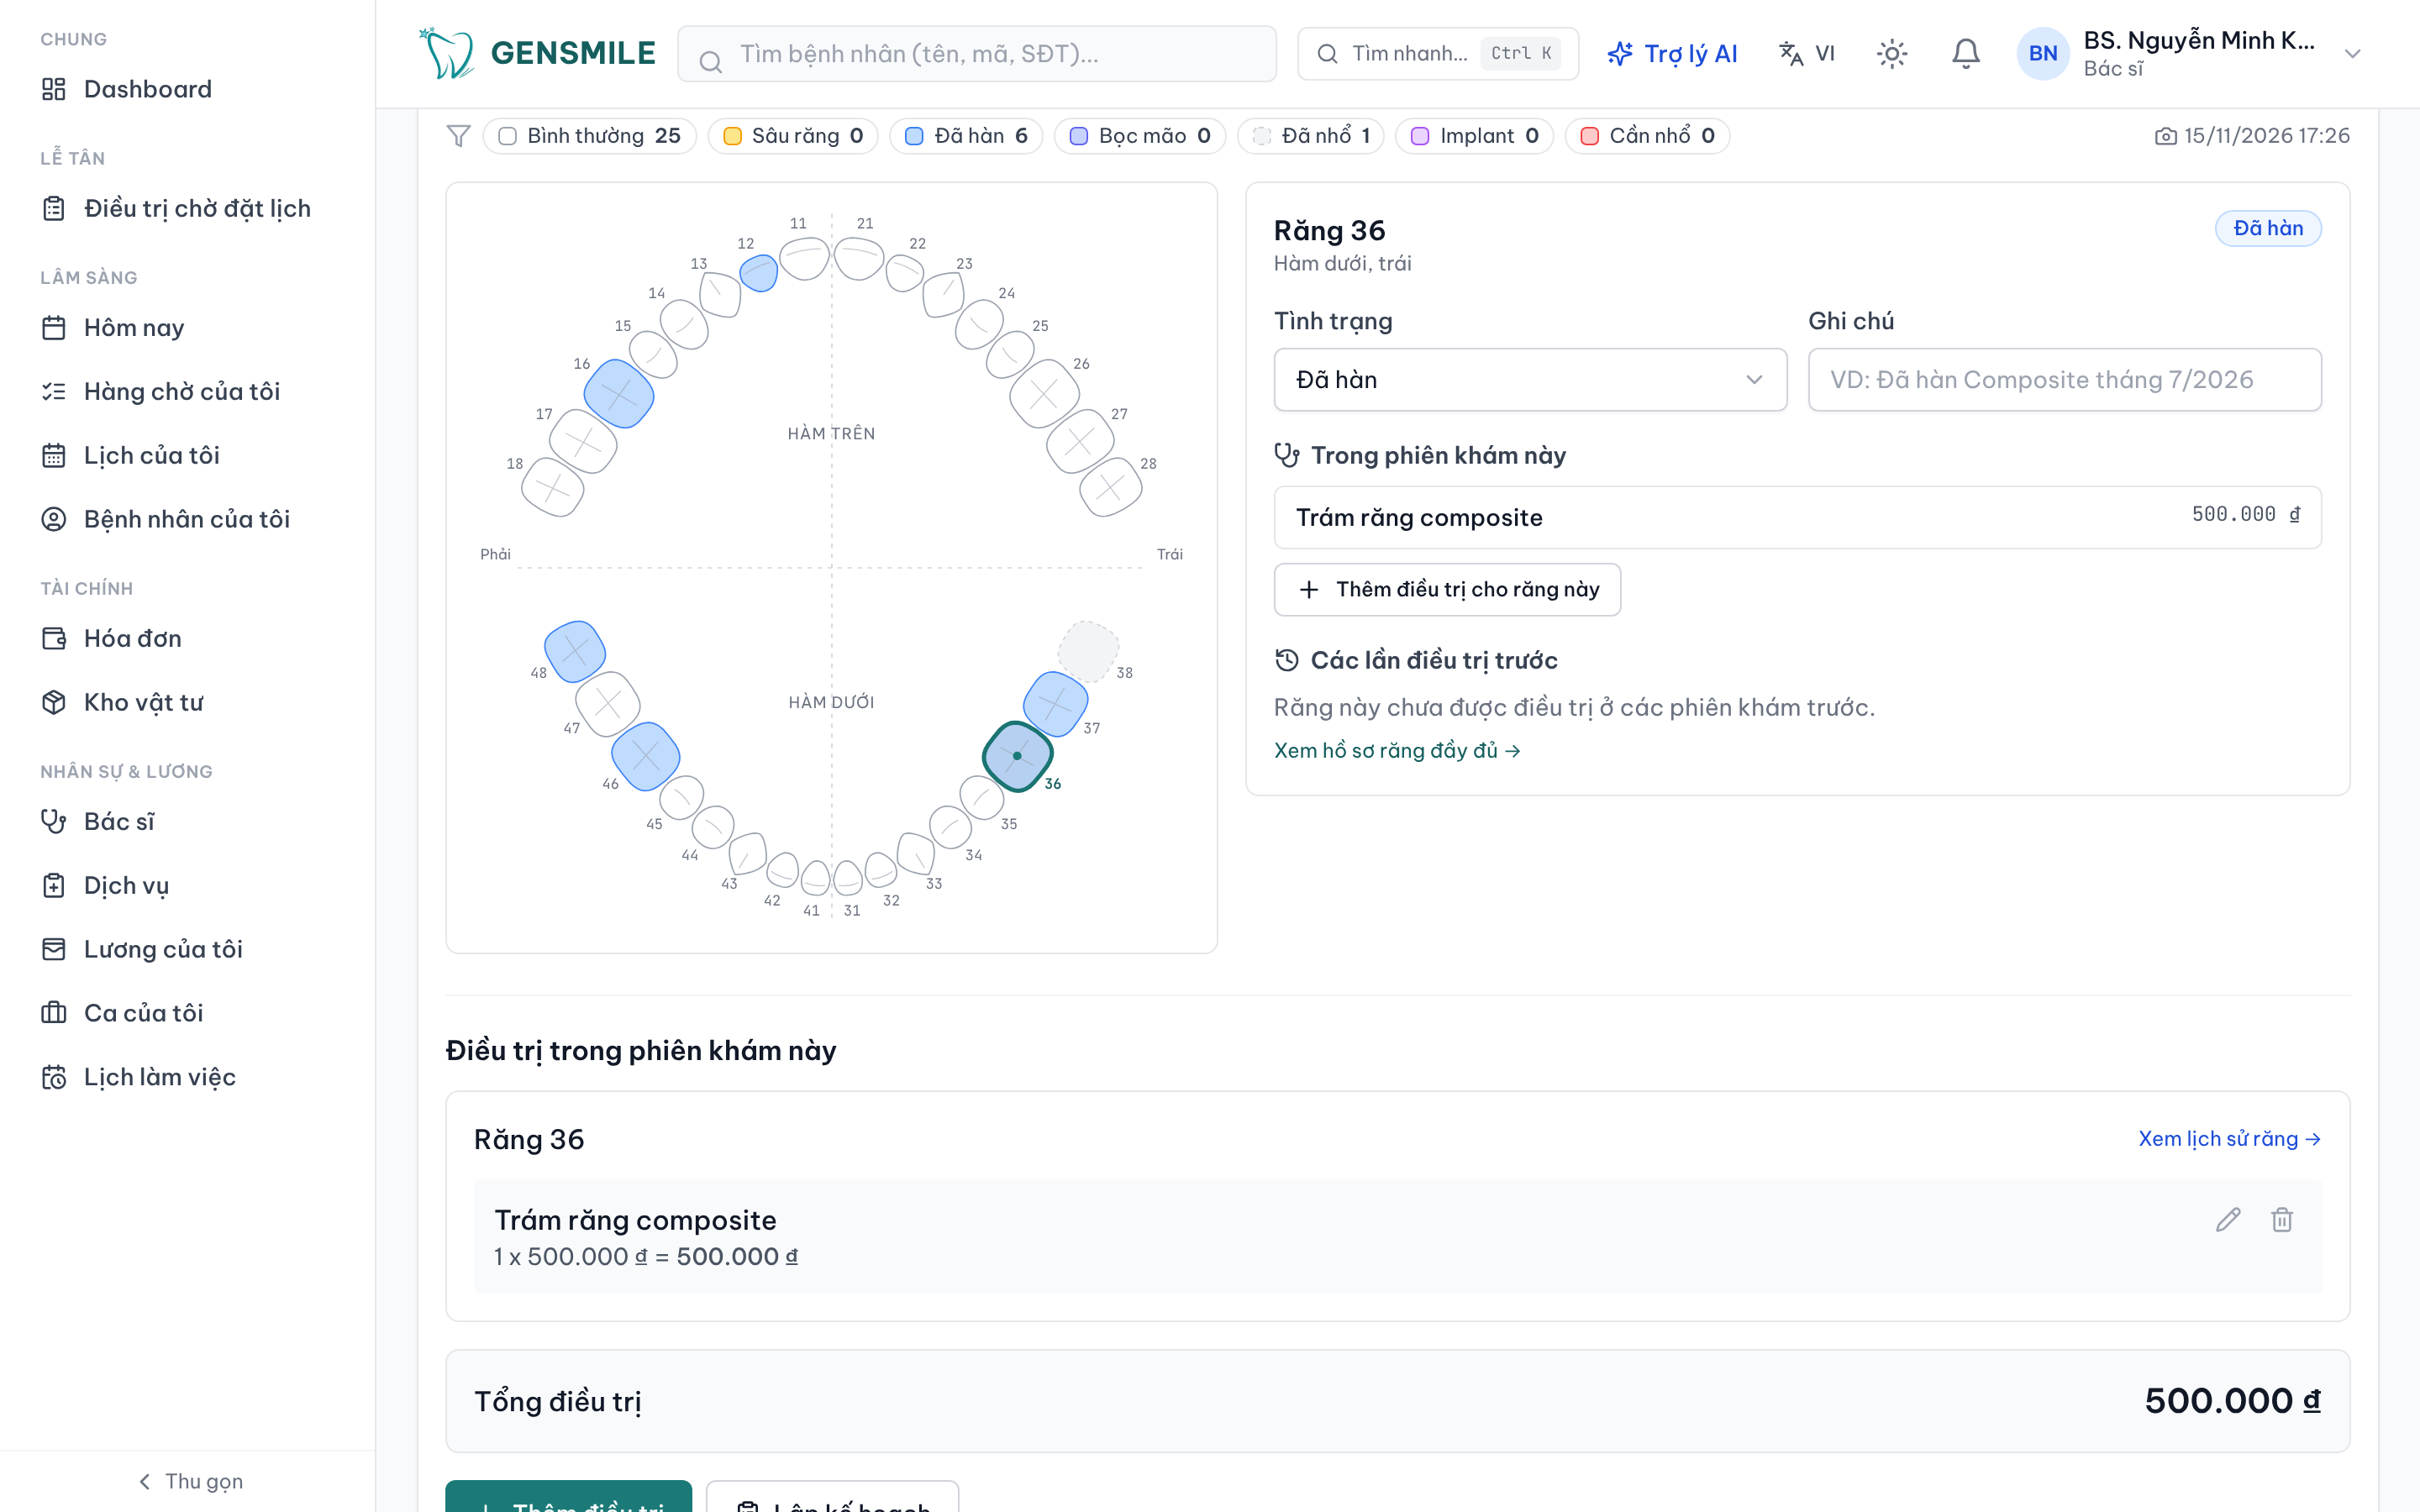 CHUNG
Dashboard
LỄ TÂN
Điều trị chờ đặt lịch
LÂM SÀNG
Hôm nay
Hàng chờ của tôi
Lịch của tôi
Bệnh nhân của tôi
TÀI CHÍNH
Hóa đơn
Kho vật tư
NHÂN SỰ & LƯƠNG
Bác sĩ
Dịch vụ
Lương của tôi
Ca của tôi
Lịch làm việc
Thu gọn
GENSMILE
Tìm bệnh nhân (tên, mã, SĐT)...
Tìm nhanh... Ctrl K
Trợ lý AI
VI
BN
BS. Nguyễn Minh K...
Bác sĩ
Bình thường 25
Sâu răng 0
Đã hàn 6
Bọc mão 0
Đã nhổ 1
Implant 0
Cần nhổ 0
15/11/2026 17:26
11 21
12 22
13 23
14 24
15 25
16 26
17 27
HÀM TRÊN
18 28
Phải Trái
48 38
HÀM DƯỚI
47 37
46 36
45 35
44 34
43 33
42 32
41 31
Răng 36
Đã hàn
Hàm dưới, trái
Tình trạng
Ghi chú
Đã hàn
VD: Đã hàn Composite tháng 7/2026
Trong phiên khám này
Trám răng composite 500.000 ₫
Thêm điều trị cho răng này
Các lần điều trị trước
Răng này chưa được điều trị ở các phiên khám trước.
Xem hồ sơ răng đầy đủ →
Điều trị trong phiên khám này
Răng 36
Xem lịch sử răng →
Trám răng composite
1 x 500.000 ₫ = 500.000 ₫
Tổng điều trị 500.000 ₫
Thêm điều trị
Lập kế hoạch